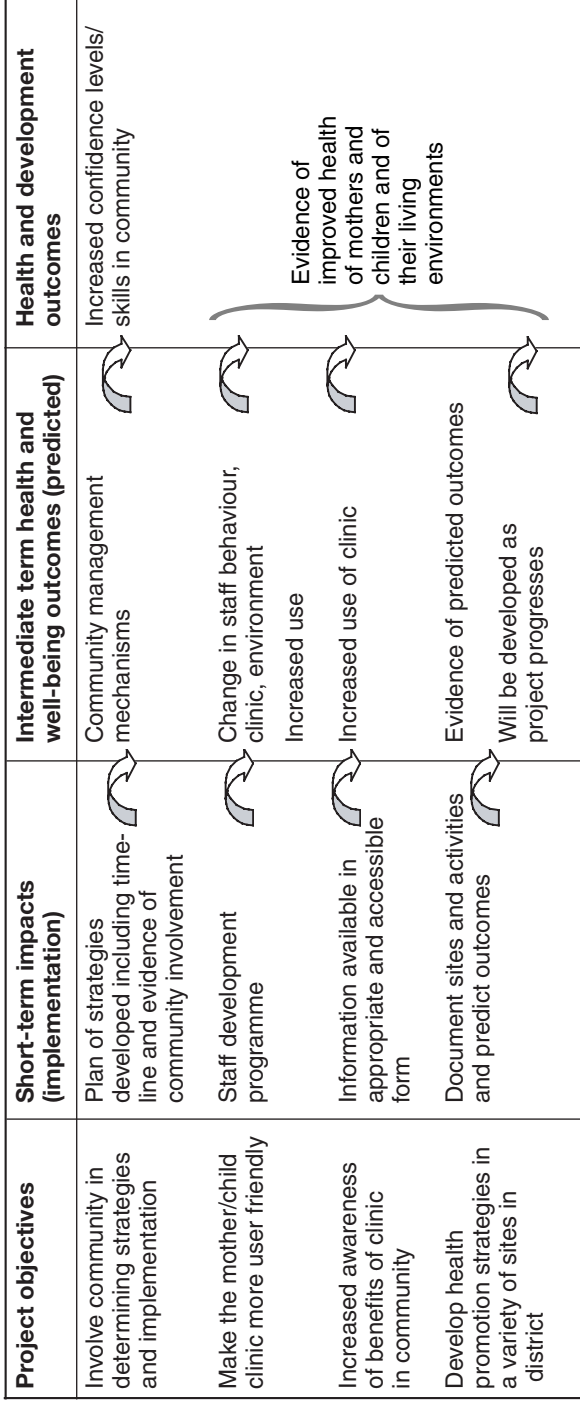 Project objectives
Short-term impacts
(implementation)
Intermediate term health and
well-being outcomes (predicted)
Health and development
outcomes
Involve community in
determining strategies
and implementation
Plan of strategies
developed including time-
line and evidence of
community involvement
Community management
mechanisms
Increased confidence levels/
skills in community
Make the mother/child
clinic more user friendly
Staff development
programme
Change in staff behaviour,
clinic, environment
Increased use
Increased awareness
of benefits of clinic
in community
Information available in
appropriate and accessible
form
Increased use of clinic
Develop health
promotion strategies in
a variety of sites in
district
Document sites and activities
and predict outcomes
Evidence of predicted outcomes
Will be developed as
project progresses
Evidence of
improved health
of mothers and
children and of
their living
environments